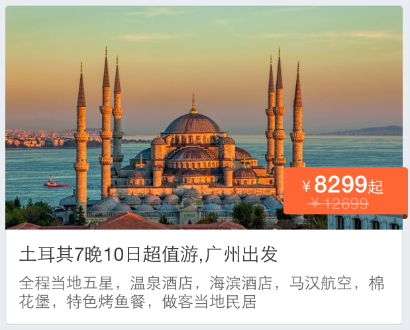 ¥8299起
¥12699
土耳其7晚10日超值游,广州出发
全程当地五星，温泉酒店，海滨酒店，马汉航空，棉
花堡，特色烤鱼餐，做客当地民居